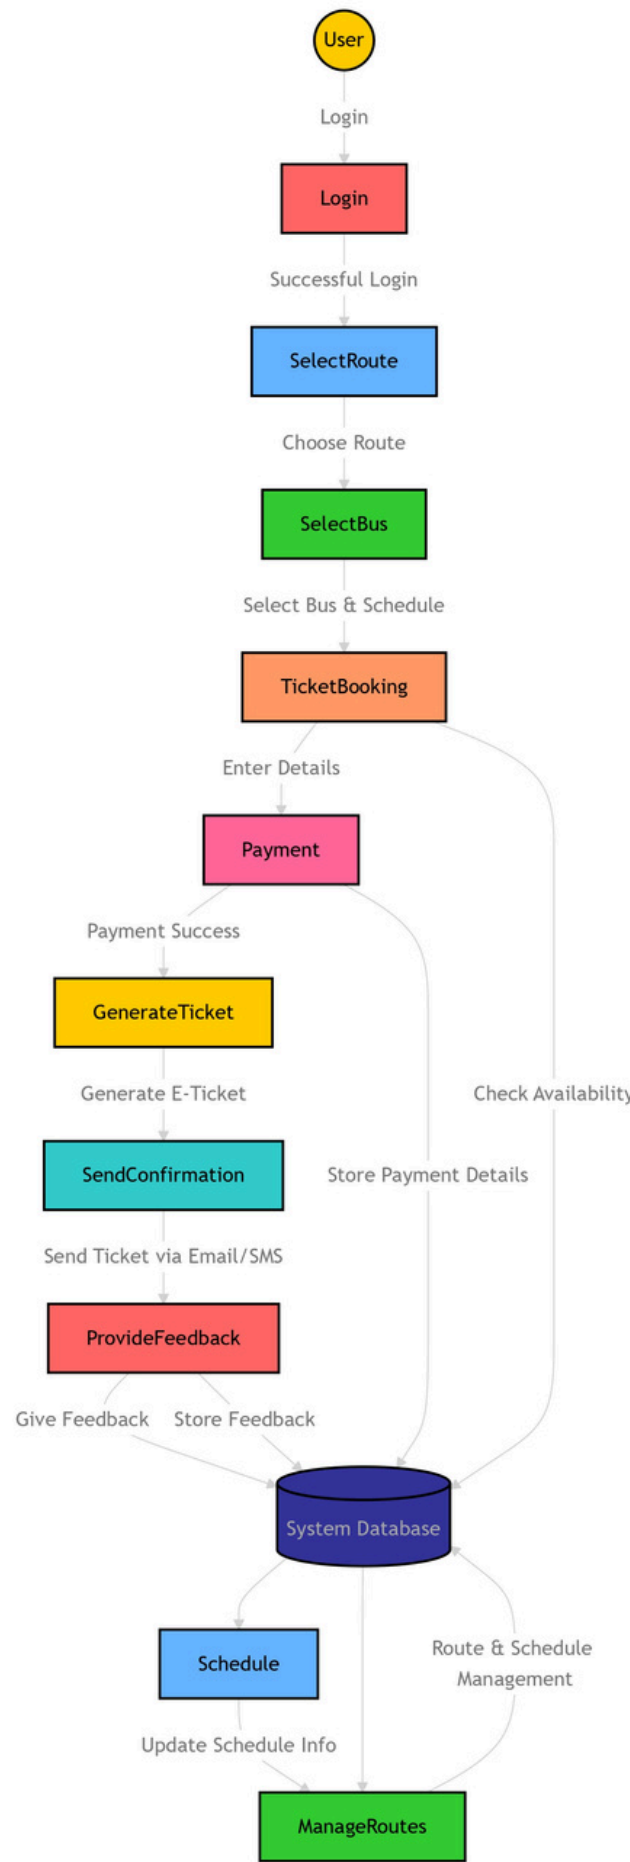 User
Login
Login
Successful Login
SelectRoute
Choose Route
SelectBus
Select Bus & Schedule
TicketBooking
Enter Details
Payment
Payment Success
GenerateTicket
Generate E-Ticket
Check Availability
SendConfirmation
Store Payment Details
Send Ticket via Email/SMS
ProvideFeedback
Give Feedback
Store Feedback
System Database
Schedule
Route & Schedule
Management
Update Schedule Info
ManageRoutes